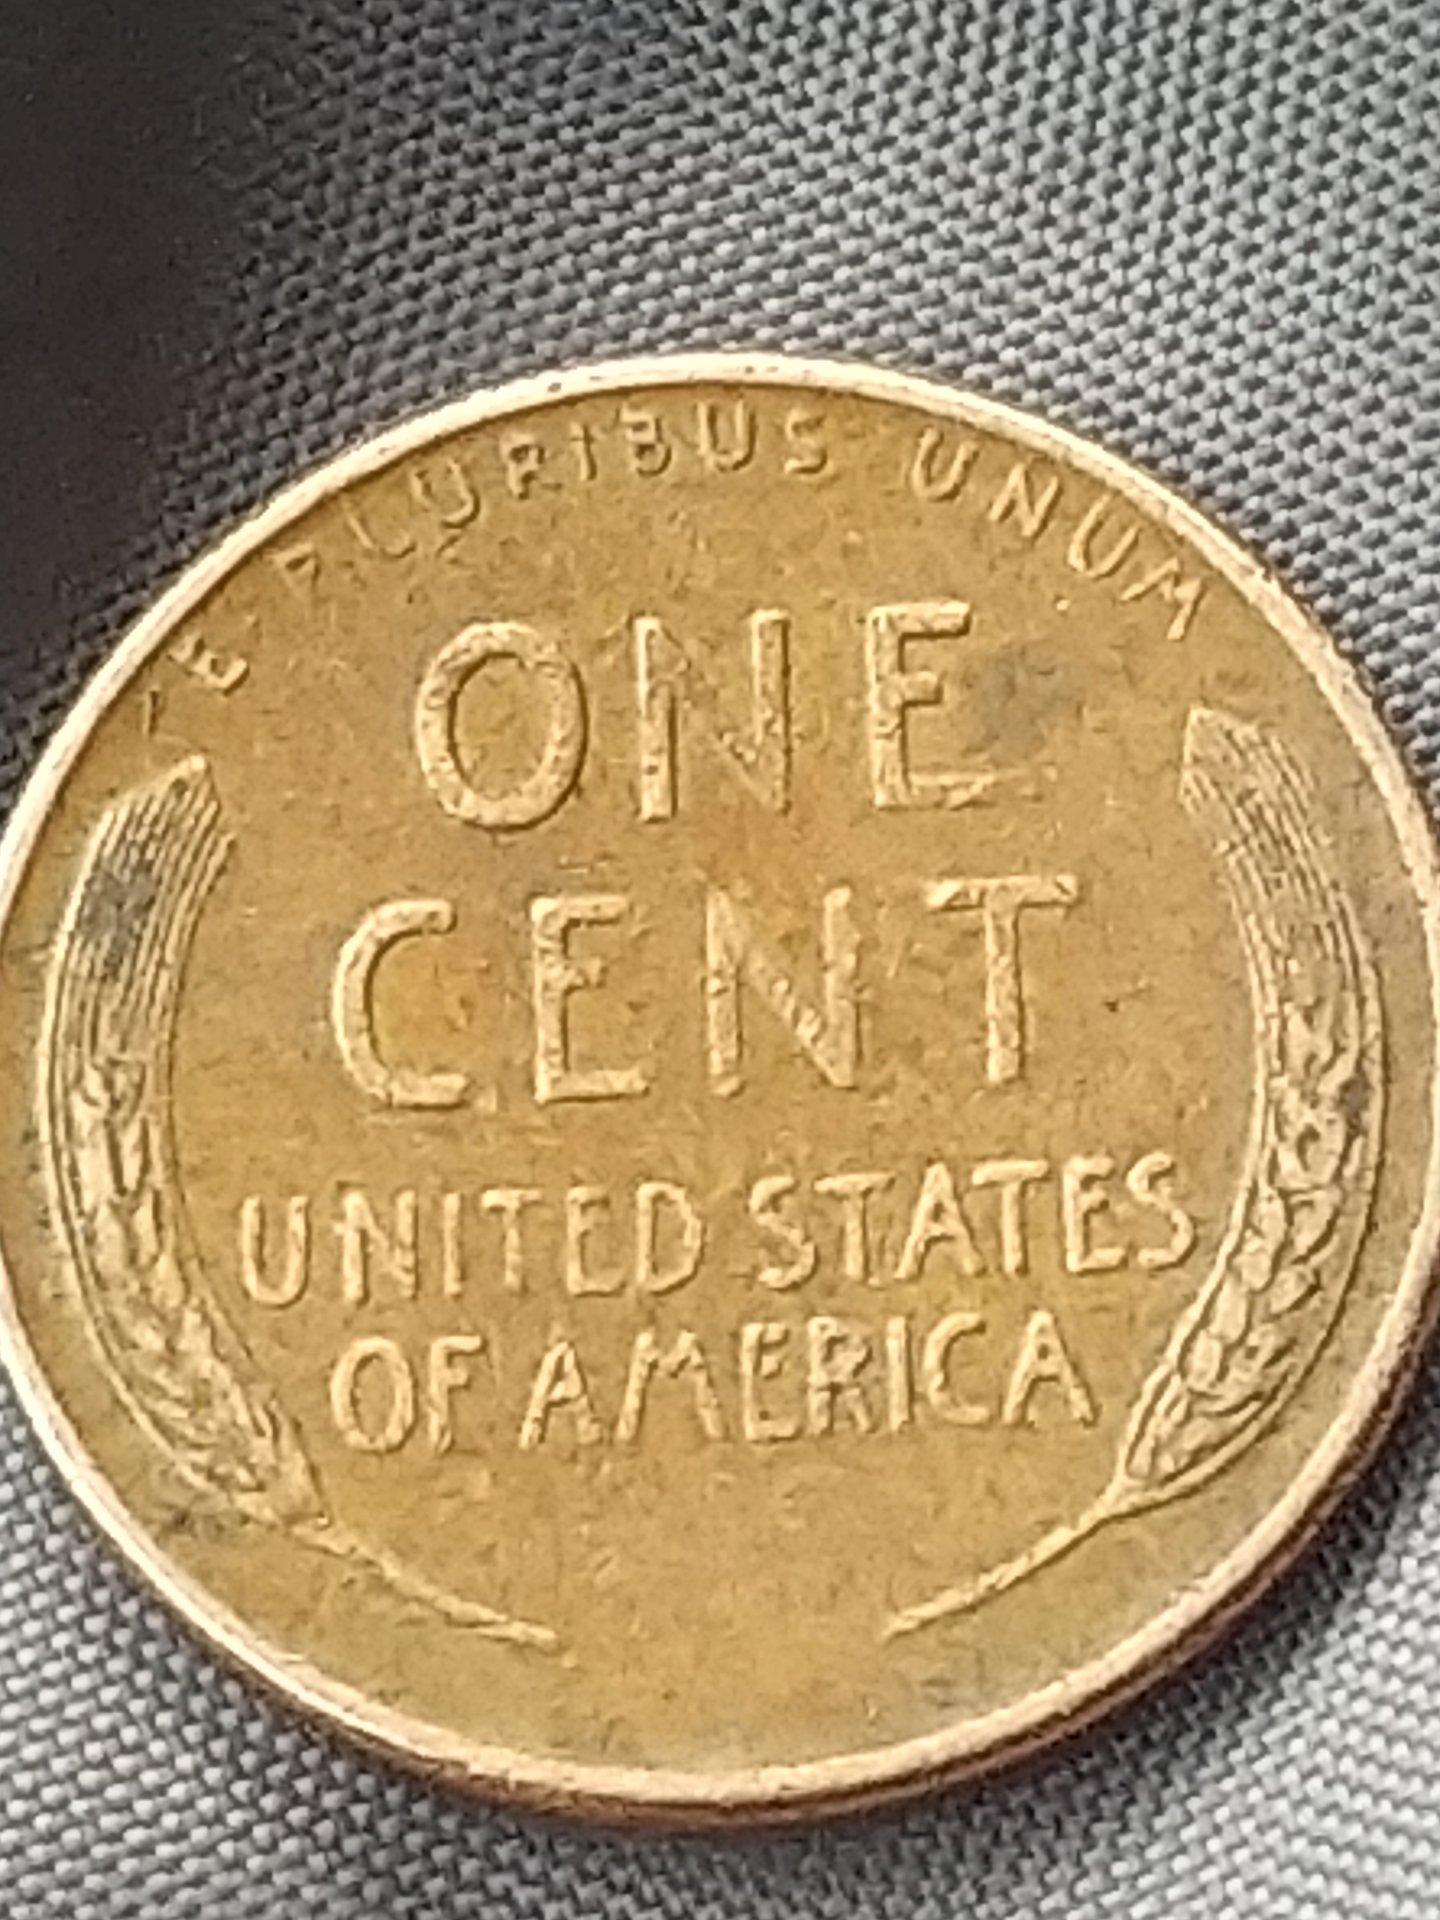 E PLURIBUS UNUM
ONE
CENT
UNITED STATES
OF AMERICA